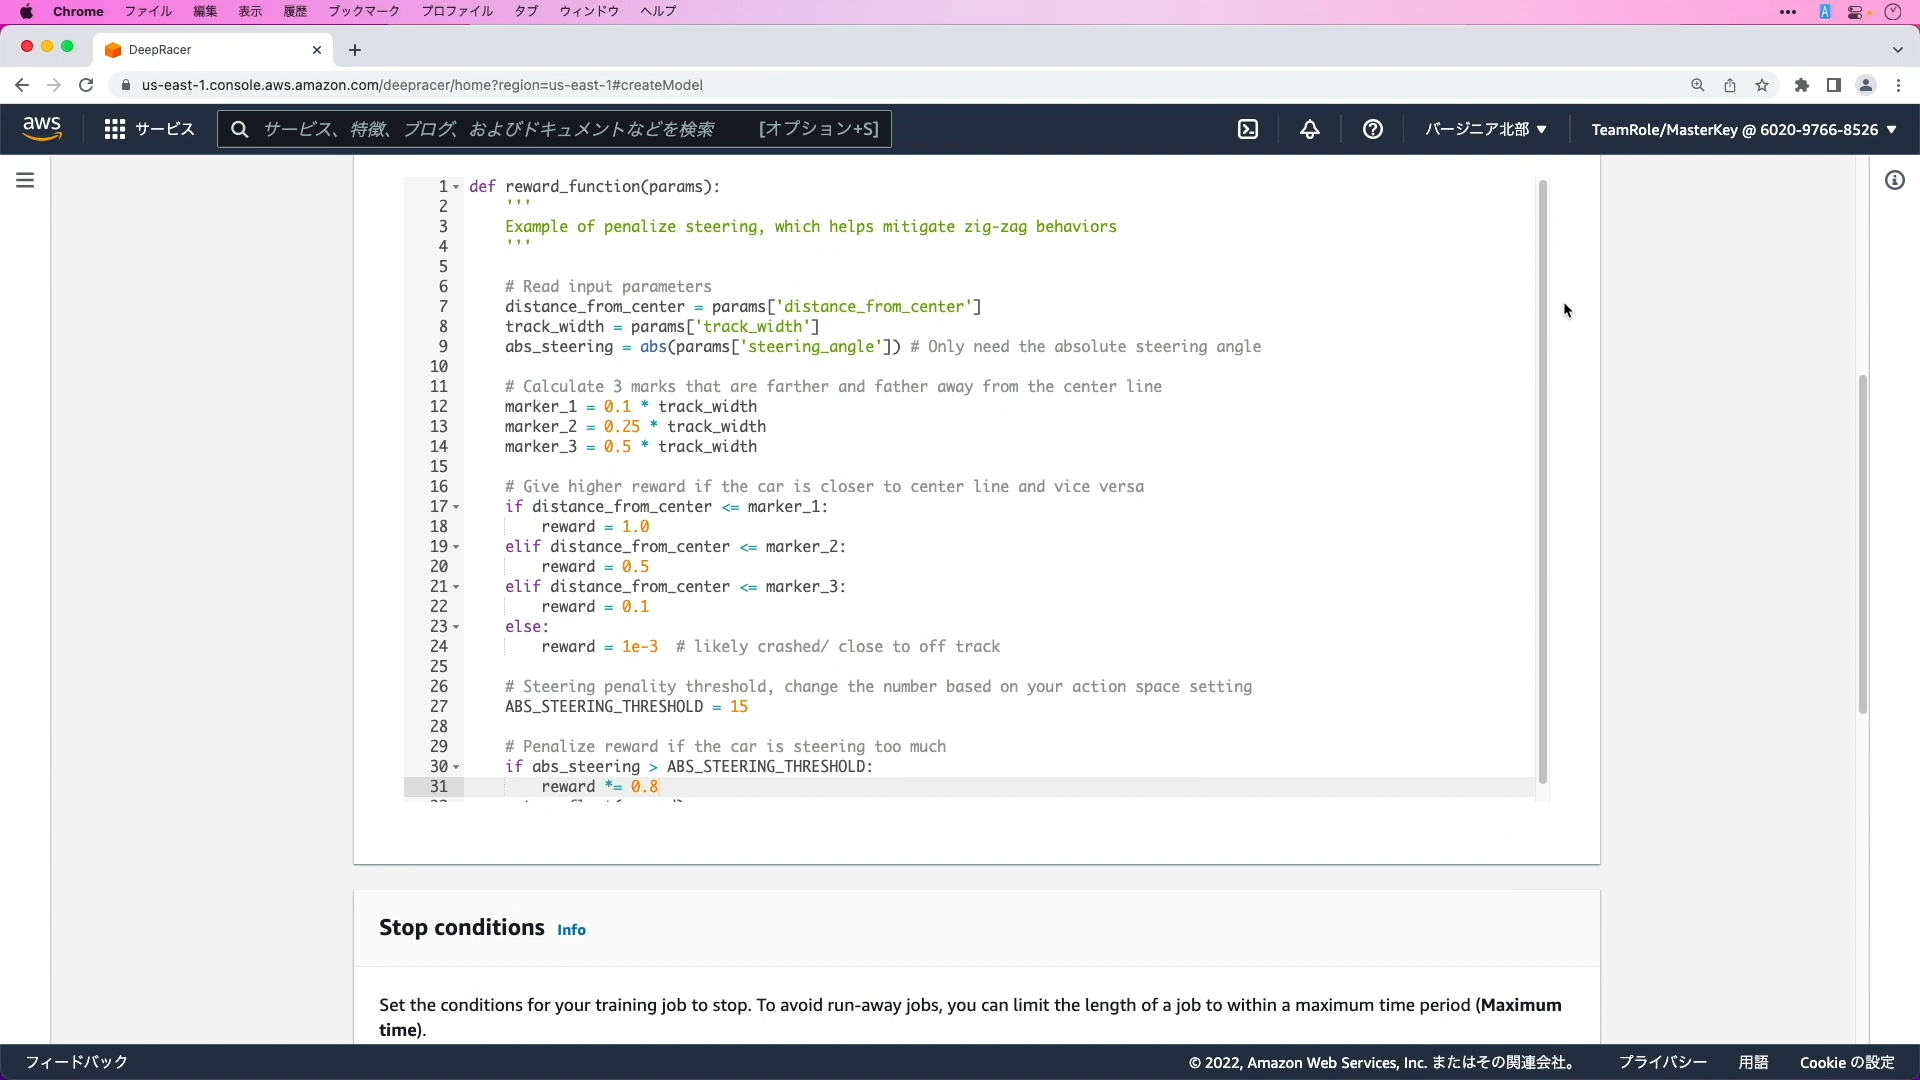 Chrome ファイル 編集 表示 履歴 ブックマーク プロファイル タブ ウィンドウ ヘルプ
A
DeepRacer
us-east-1.console.aws.amazon.com/deepracer/home?region=us-east-1#createModel
aws サービス サービス、特徴、ブログ、およびドキュメントなどを検索 [オプション+S] バージニア北部 ▼ TeamRole/MasterKey @ 6020-9766-8526 ▼
1 def reward_function(params):
2 '''
3 Example of penalize steering, which helps mitigate zig-zag behaviors
4 '''
5
6 # Read input parameters
7 distance_from_center = params['distance_from_center']
8 track_width = params['track_width']
9 abs_steering = abs(params['steering_angle']) # Only need the absolute steering angle
10
11 # Calculate 3 marks that are farther and father away from the center line
12 marker_1 = 0.1 * track_width
13 marker_2 = 0.25 * track_width
14 marker_3 = 0.5 * track_width
15
16 # Give higher reward if the car is closer to center line and vice versa
17 if distance_from_center <= marker_1:
18 reward = 1.0
19 elif distance_from_center <= marker_2:
20 reward = 0.5
21 elif distance_from_center <= marker_3:
22 reward = 0.1
23 else:
24 reward = 1e-3 # likely crashed/ close to off track
25
26 # Steering penality threshold, change the number based on your action space setting
27 ABS_STEERING_THRESHOLD = 15
28
29 # Penalize reward if the car is steering too much
30 if abs_steering > ABS_STEERING_THRESHOLD:
31 reward *= 0.8
Stop conditions Info
Set the conditions for your training job to stop. To avoid run-away jobs, you can limit the length of a job to within a maximum time period (Maximum
time).
フィードバック © 2022, Amazon Web Services, Inc. またはその関連会社。 プライバシー 用語 Cookie の設定